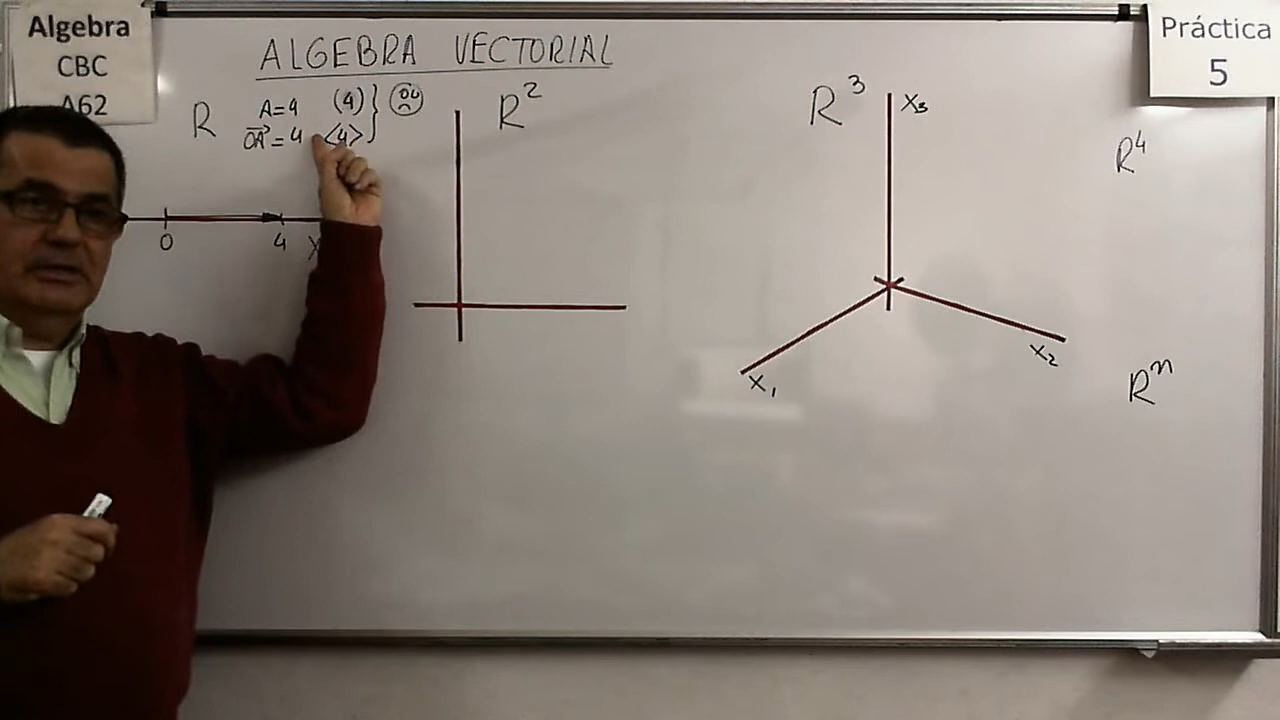 Algebra
CBC
A62
ALGEBRA VECTORIAL
Práctica
5
R
A=4 (4)
OA=4 <4>
0 4 X
R²
R³
X₃
X₁
X₂
R⁴
Rⁿ